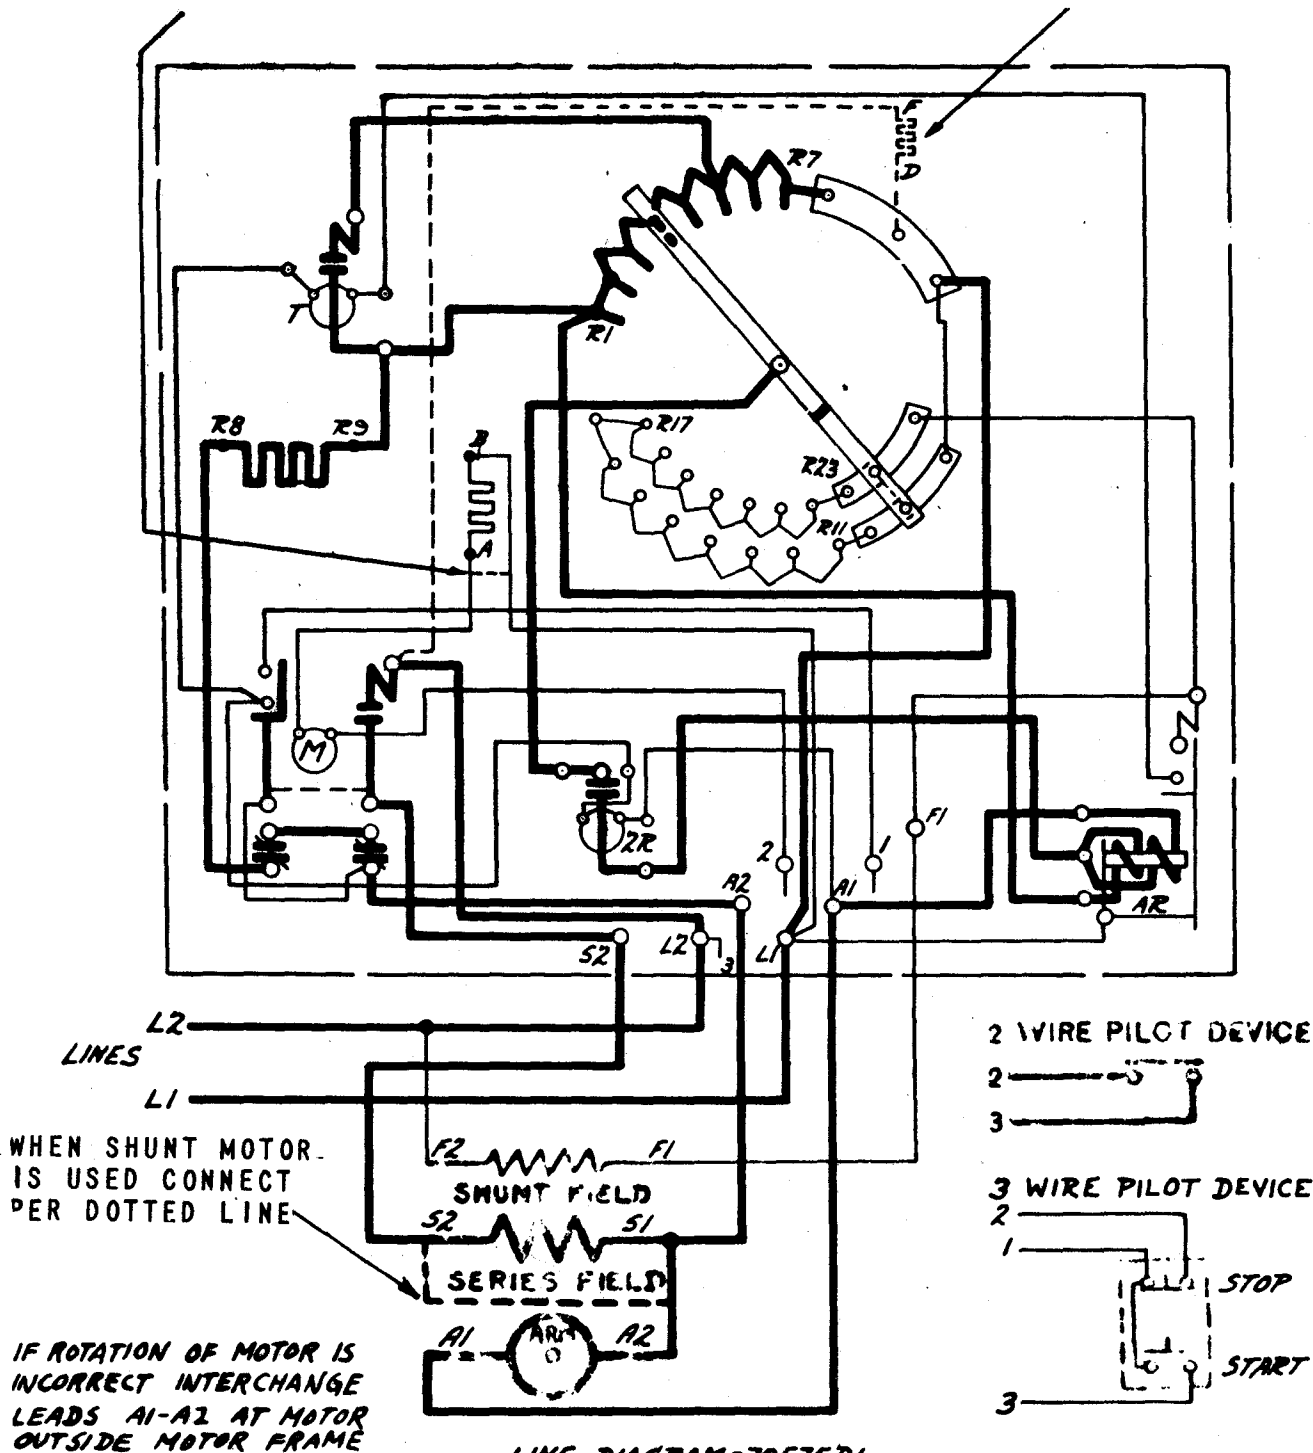 F
D
R7
T
R1
R8
R9
B
R17
R23
R11
A
M
2R
2
1
F1
A2
A1
AR
S2
L2
3
L1
L2
LINES
L1
2 WIRE PILOT DEVICE
2
3
WHEN SHUNT MOTOR
IS USED CONNECT
PER DOTTED LINE
F2
F1
SHUNT FIELD
S2
S1
SERIES FIELD
A1
ARM
A2
3 WIRE PILOT DEVICE
2
1
STOP
START
3
IF ROTATION OF MOTOR IS
INCORRECT INTERCHANGE
LEADS A1-A2 AT MOTOR
OUTSIDE MOTOR FRAME
LINE DIAGRAM